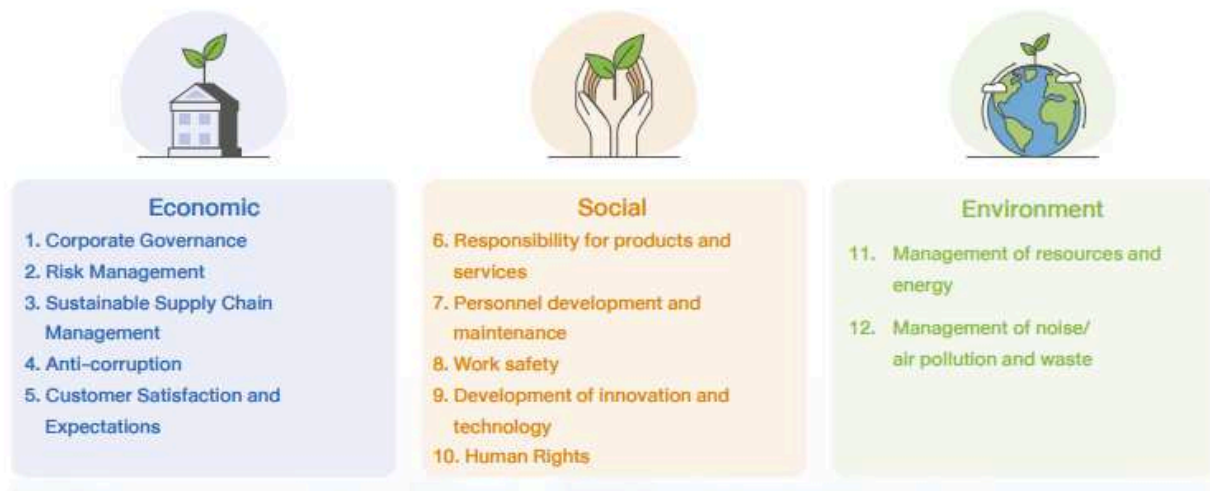 Economic
1. Corporate Governance
2. Risk Management
3. Sustainable Supply Chain
Management
4. Anti-corruption
5. Customer Satisfaction and
Expectations
Social
6. Responsibility for products and
services
7. Personnel development and
maintenance
8. Work safety
9. Development of innovation and
technology
10. Human Rights
Environment
11. Management of resources and
energy
12. Management of noise/
air pollution and waste